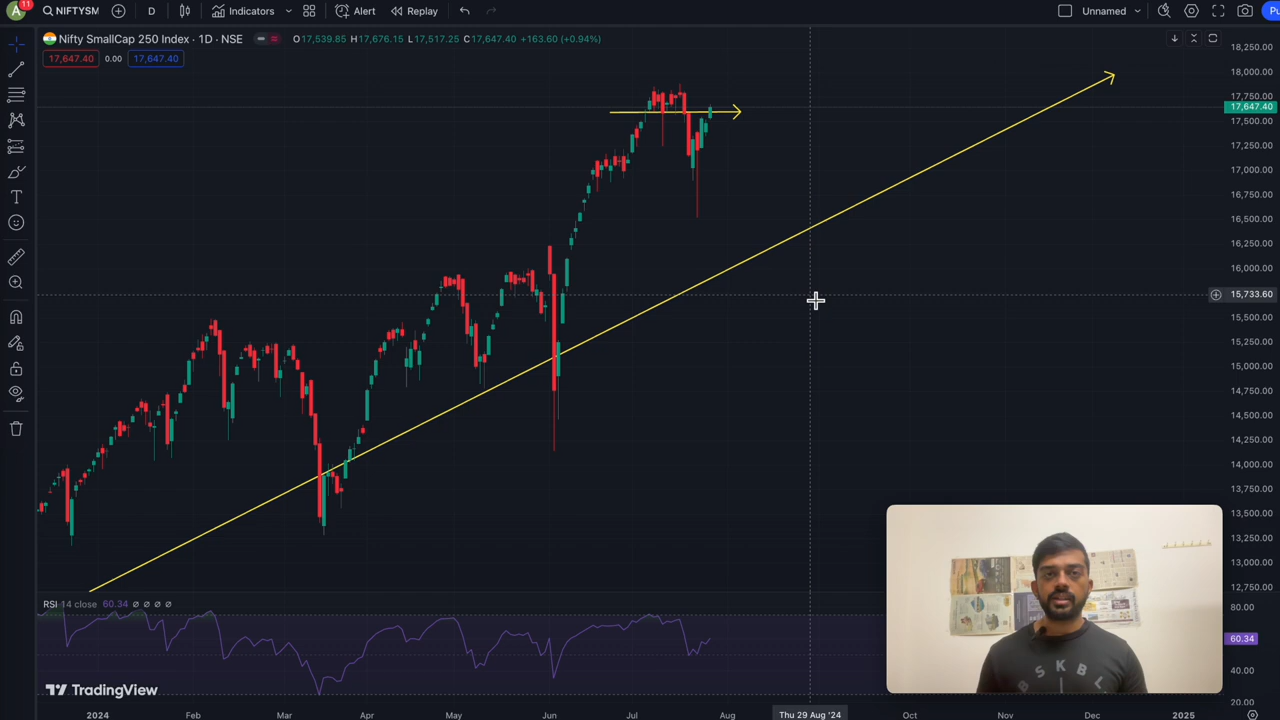 A
11
NIFTYSM
D
Indicators
Alert
Replay
Unnamed
Pu
Nifty SmallCap 250 Index · 1D · NSE
O17,539.85 H17,676.15 L17,517.25 C17,647.40 +163.60 (+0.94%)
17,647.40
0.00
17,647.40
18,250.00
18,000.00
17,750.00
17,647.40
17,500.00
17,250.00
17,000.00
16,750.00
16,500.00
16,250.00
16,000.00
15,733.60
15,500.00
15,250.00
15,000.00
14,750.00
14,500.00
14,250.00
14,000.00
13,750.00
13,500.00
13,250.00
13,000.00
12,750.00
RSI 14 close 60.34 ∅ ∅ ∅ ∅
80.00
60.34
40.00
20.00
TradingView
BSKBL
2024
Feb
Mar
Apr
May
Jun
Jul
Aug
Thu 29 Aug '24
Oct
Nov
Dec
2025